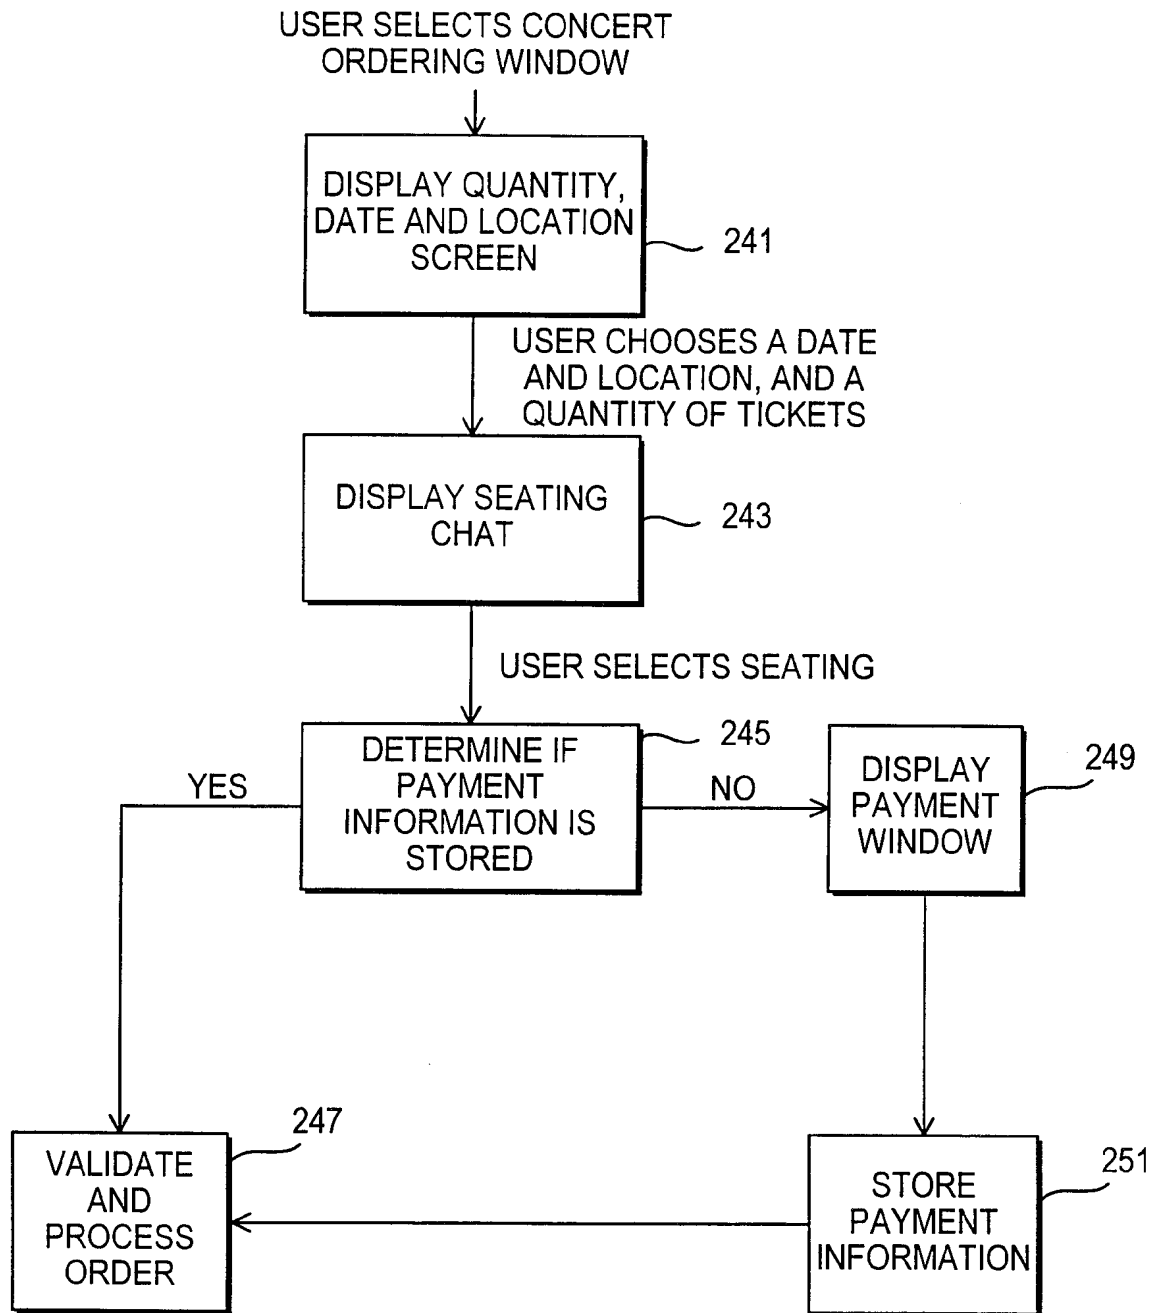 USER SELECTS CONCERT
ORDERING WINDOW
DISPLAY QUANTITY,
DATE AND LOCATION
SCREEN
241
USER CHOOSES A DATE
AND LOCATION, AND A
QUANTITY OF TICKETS
DISPLAY SEATING
CHAT
243
USER SELECTS SEATING
DETERMINE IF
PAYMENT
INFORMATION IS
STORED
245
YES
NO
DISPLAY
PAYMENT
WINDOW
249
VALIDATE
AND
PROCESS
ORDER
247
STORE
PAYMENT
INFORMATION
251